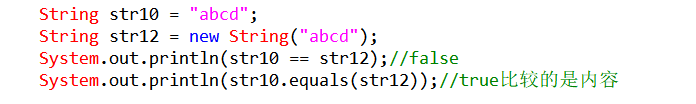 String str10 = "abcd";
String str12 = new String("abcd");
System.out.println(str10 == str12);//false
System.out.println(str10.equals(str12));//true比较的是内容